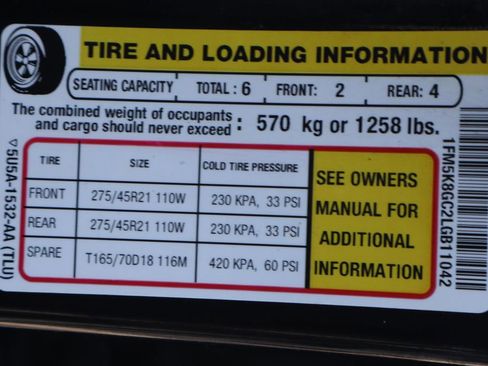 TIRE AND LOADING INFORMATION
SEATING CAPACITY TOTAL : 6 FRONT: 2 REAR: 4
The combined weight of occupants
and cargo should never exceed : 570 kg or 1258 lbs.
TIRE SIZE COLD TIRE PRESSURE
FRONT 275/45R21 110W 230 KPA, 33 PSI
REAR 275/45R21 110W 230 KPA, 33 PSI
SPARE T165/70D18 116M 420 KPA, 60 PSI
SEE OWNERS
MANUAL FOR
ADDITIONAL
INFORMATION
5U5A-1532-AA (TLU)
1FM5K8GC2LGB11042